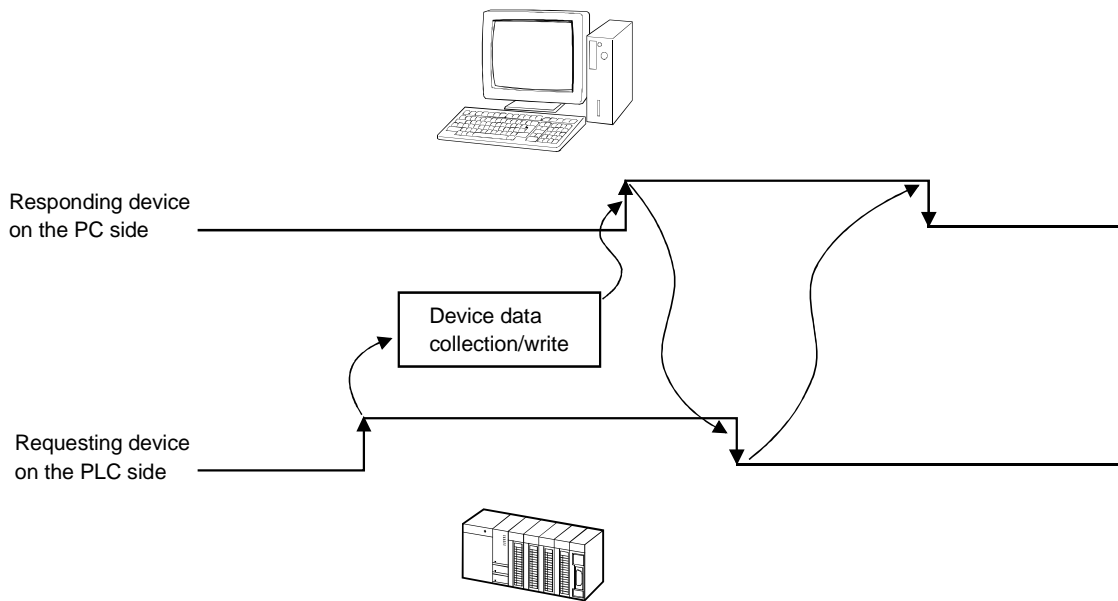 Responding device
on the PC side
Device data
collection/write
Requesting device
on the PLC side